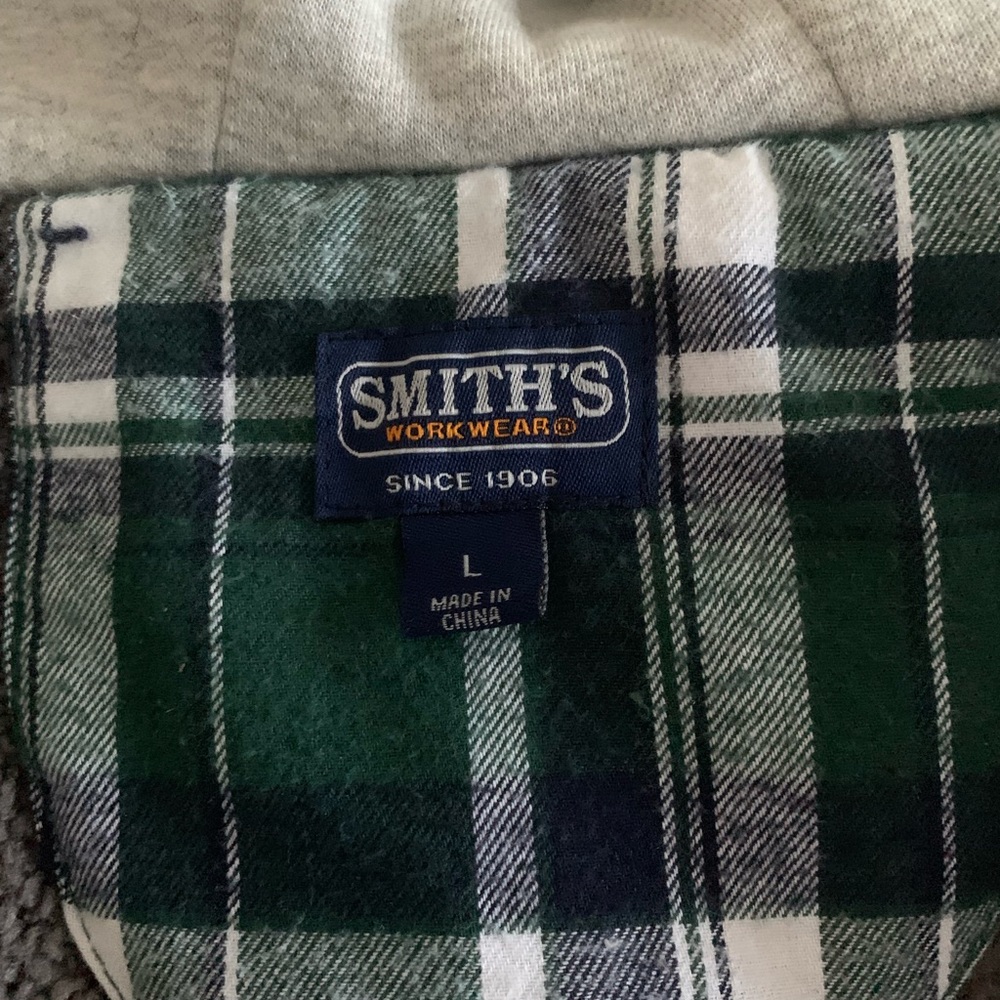 SMITH'S
WORKWEAR®
SINCE 1906
L
MADE IN
CHINA